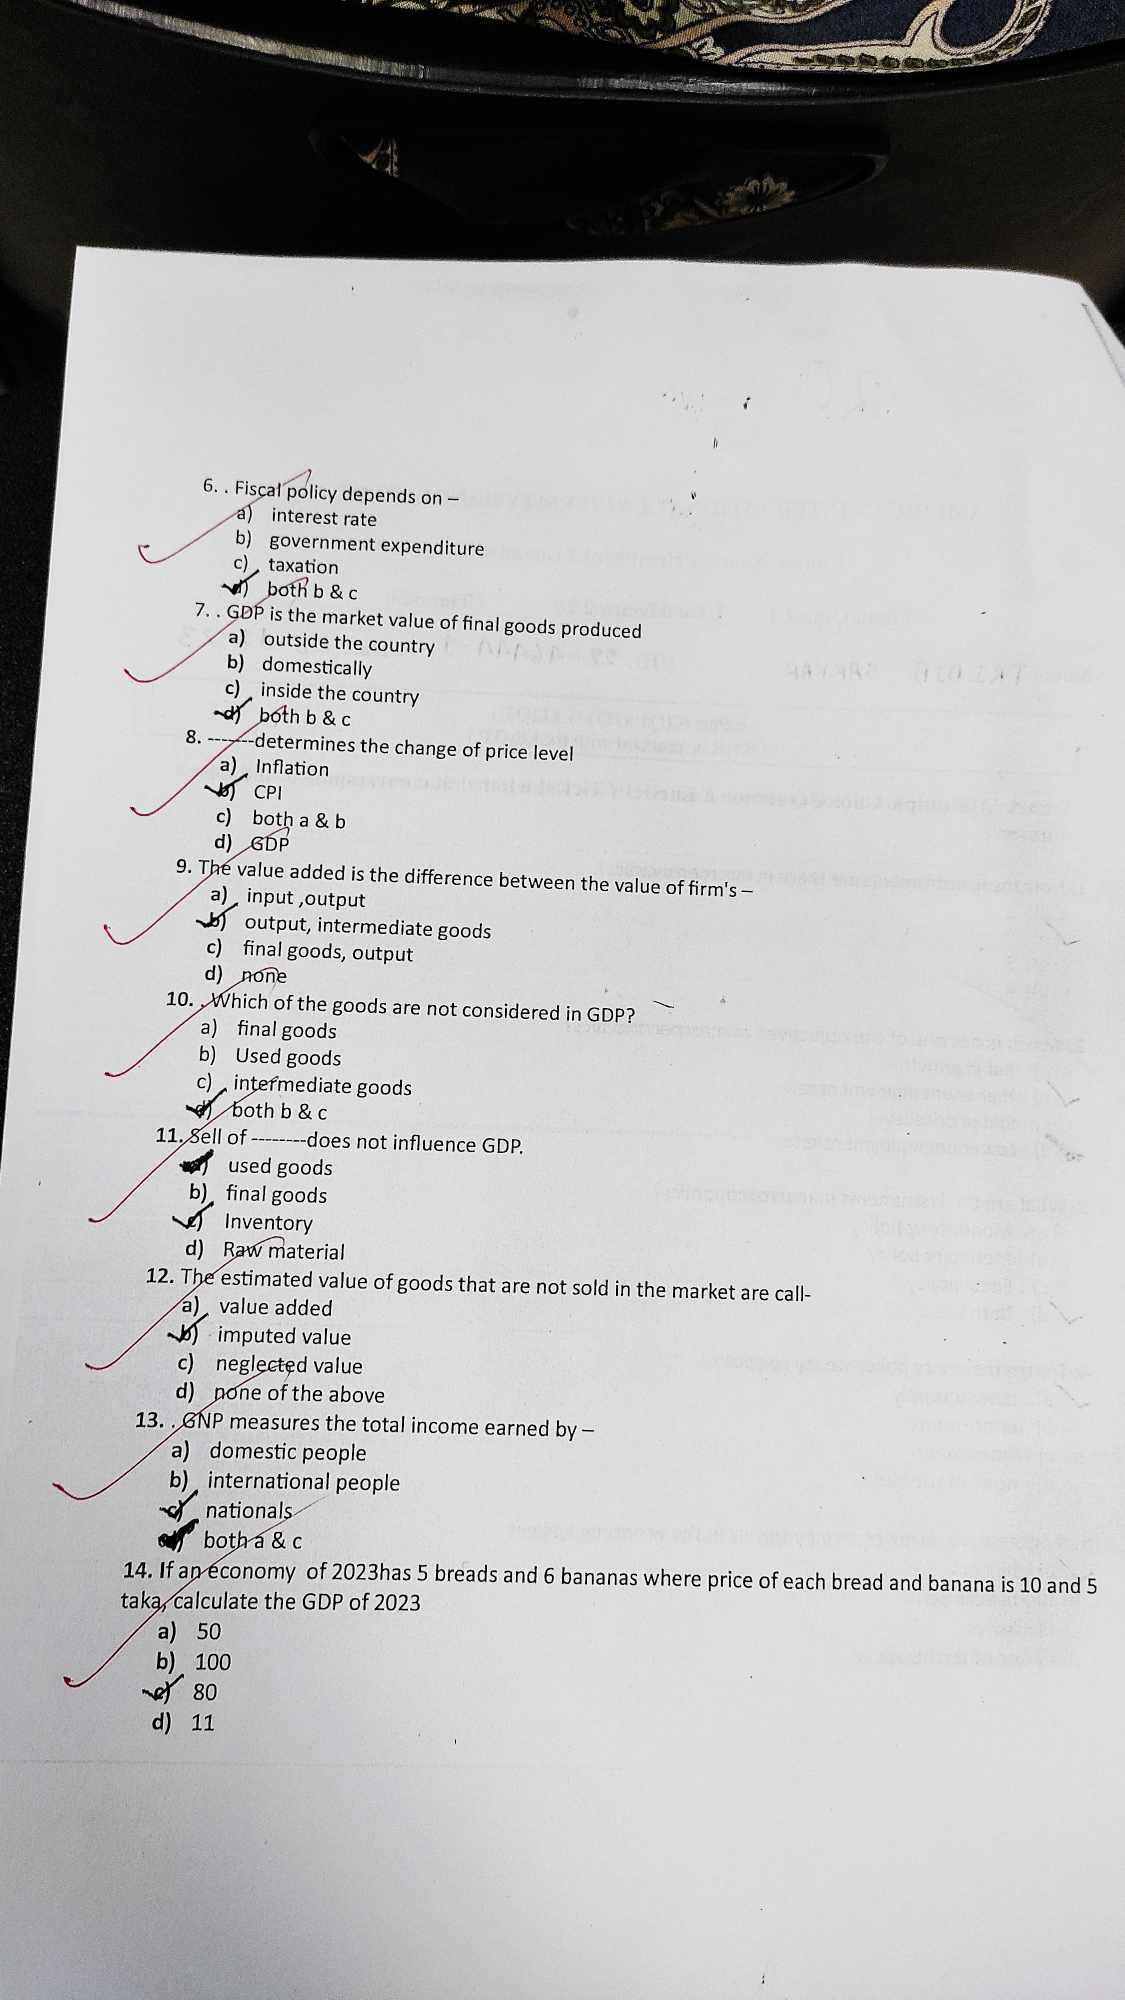 6. . Fiscal policy depends on –
a) interest rate
b) government expenditure
c) taxation
d) both b & c
7. . GDP is the market value of final goods produced
a) outside the country
b) domestically
c) inside the country
d) both b & c
8. -------determines the change of price level
a) Inflation
b) CPI
c) both a & b
d) GDP
9. The value added is the difference between the value of firm's –
a) input ,output
b) output, intermediate goods
c) final goods, output
d) none
10. . Which of the goods are not considered in GDP?
a) final goods
b) Used goods
c) intermediate goods
d) both b & c
11. Sell of --------does not influence GDP.
a) used goods
b) final goods
c) Inventory
d) Raw material
12. The estimated value of goods that are not sold in the market are call-
a) value added
b) imputed value
c) neglected value
d) none of the above
13. . GNP measures the total income earned by –
a) domestic people
b) international people
c) nationals
d) both a & c
14. If an economy of 2023has 5 breads and 6 bananas where price of each bread and banana is 10 and 5
taka, calculate the GDP of 2023
a) 50
b) 100
c) 80
d) 11